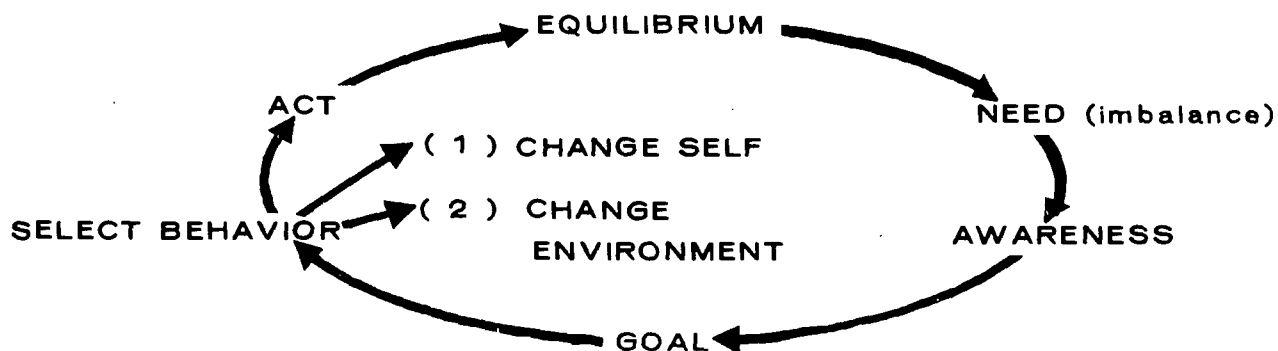 EQUILIBRIUM
ACT
NEED (imbalance)
( 1 ) CHANGE SELF
( 2 ) CHANGE
ENVIRONMENT
SELECT BEHAVIOR
AWARENESS
GOAL